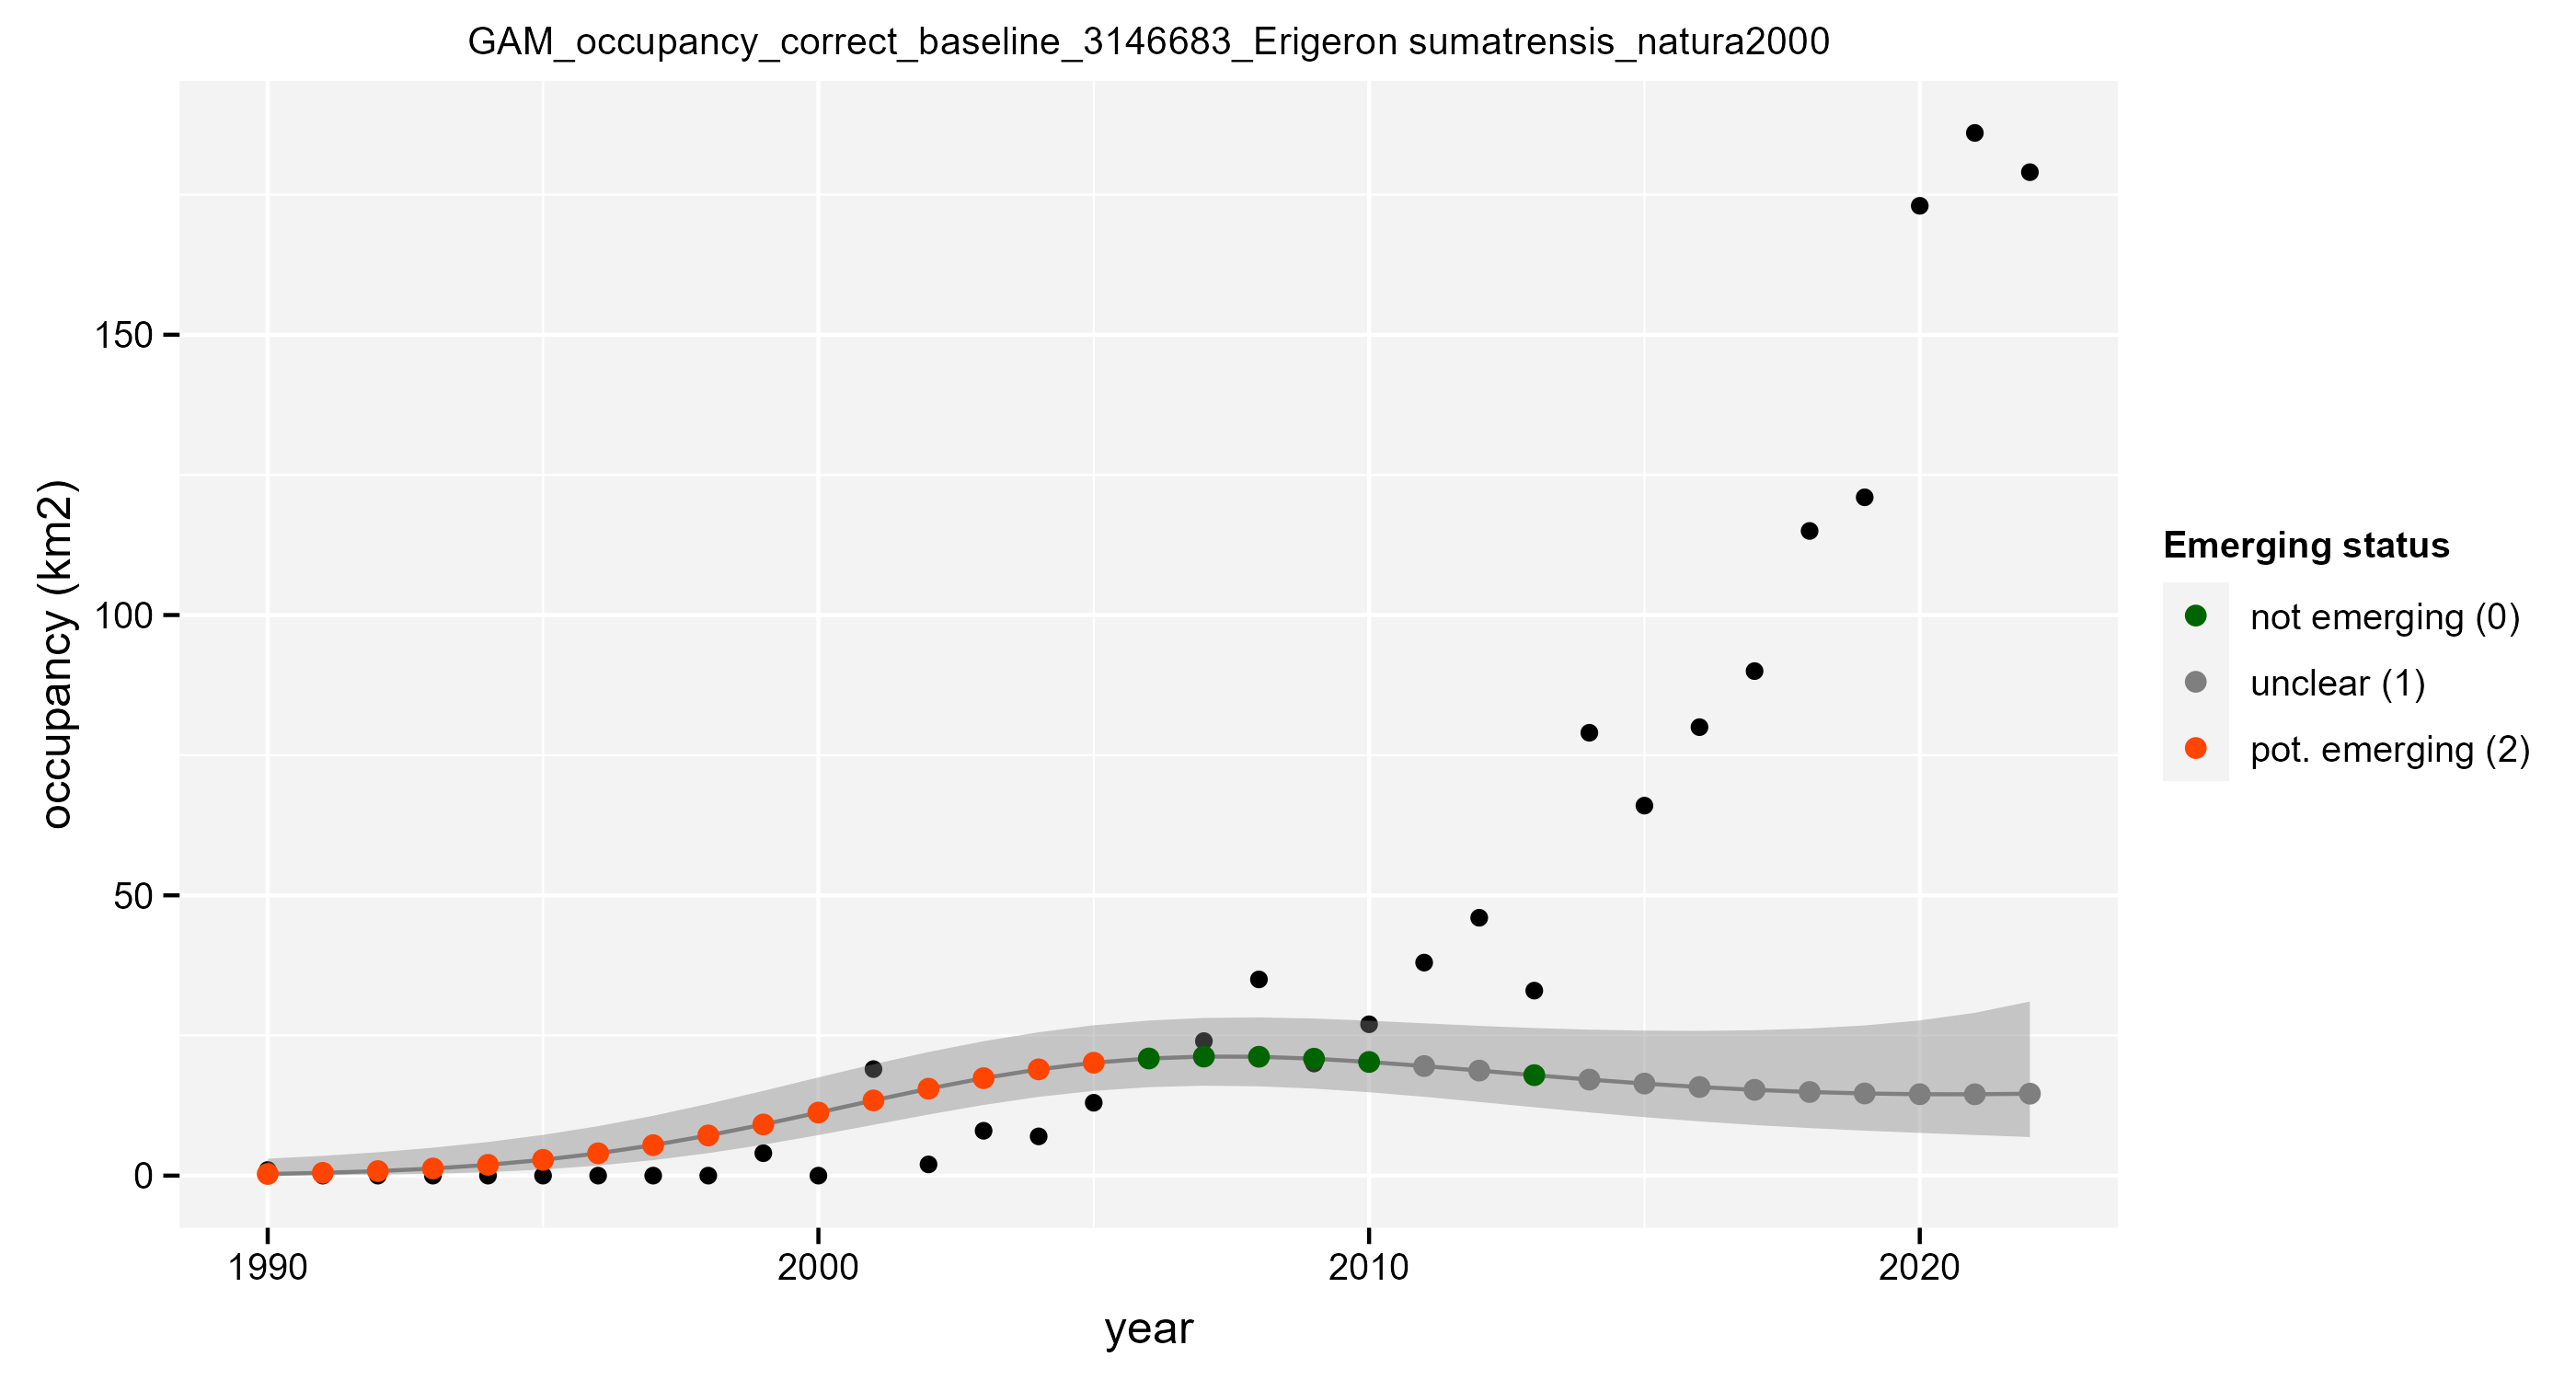 GAM_occupancy_correct_baseline_3146683_Erigeron sumatrensis_natura2000
occupancy (km2)
150
100
50
0
1990
2000
2010
2020
year
Emerging status
not emerging (0)
unclear (1)
pot. emerging (2)